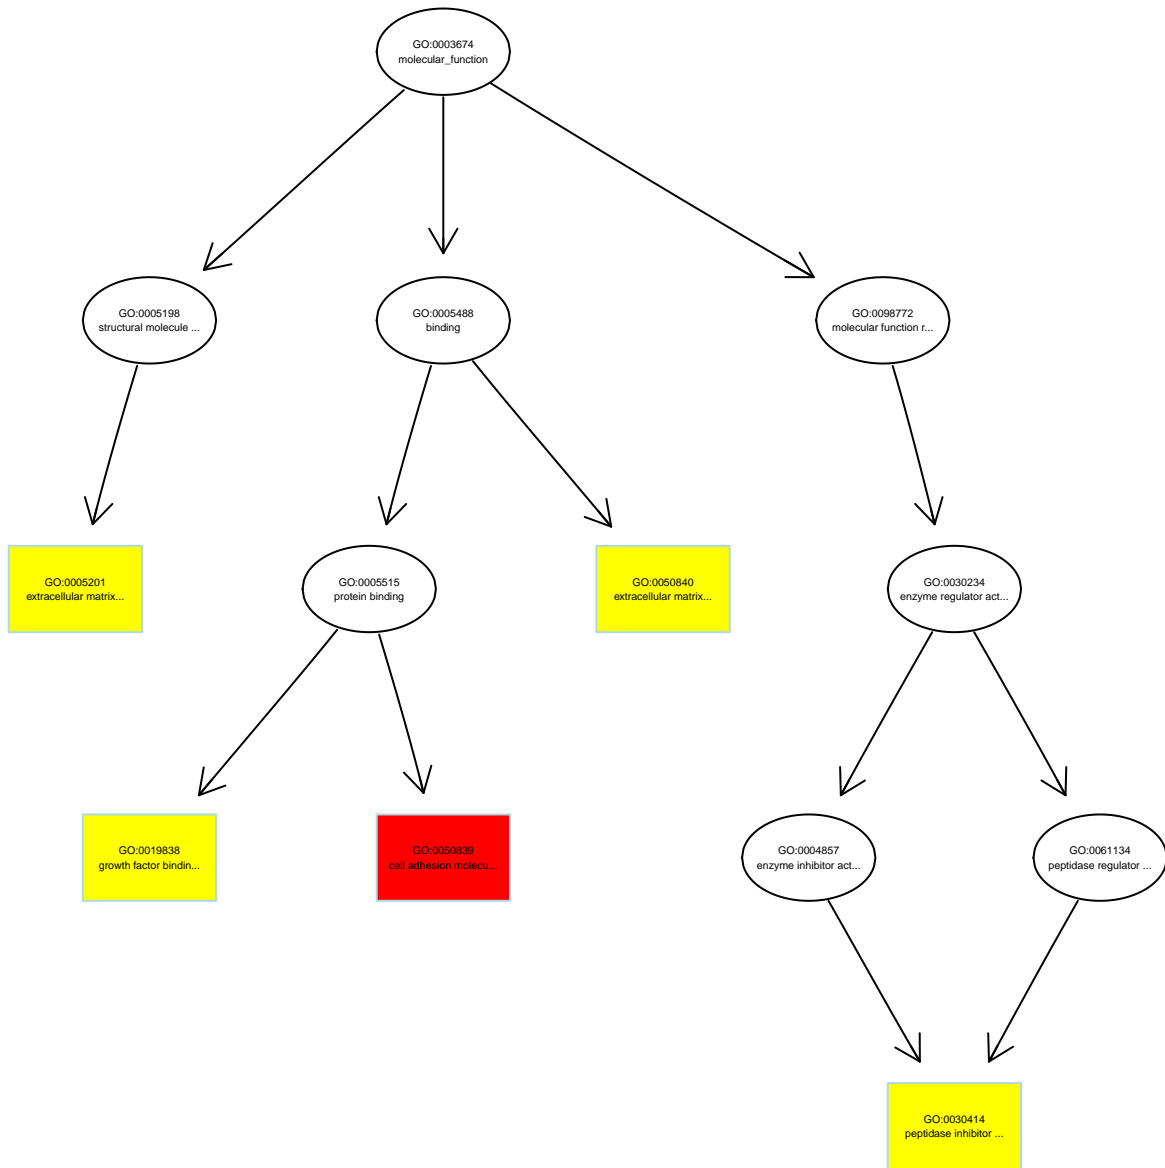 GO:0003674
molecular_function
GO:0005198
structural molecule ...
GO:0005488
binding
GO:0098772
molecular function r...
GO:0005201
extracellular matrix...
GO:0005515
protein binding
GO:0050840
extracellular matrix...
GO:0030234
enzyme regulator act...
GO:0019838
growth factor bindin...
GO:0050839
cell adhesion molecu...
GO:0004857
enzyme inhibitor act...
GO:0061134
peptidase regulator ...
GO:0030414
peptidase inhibitor ...